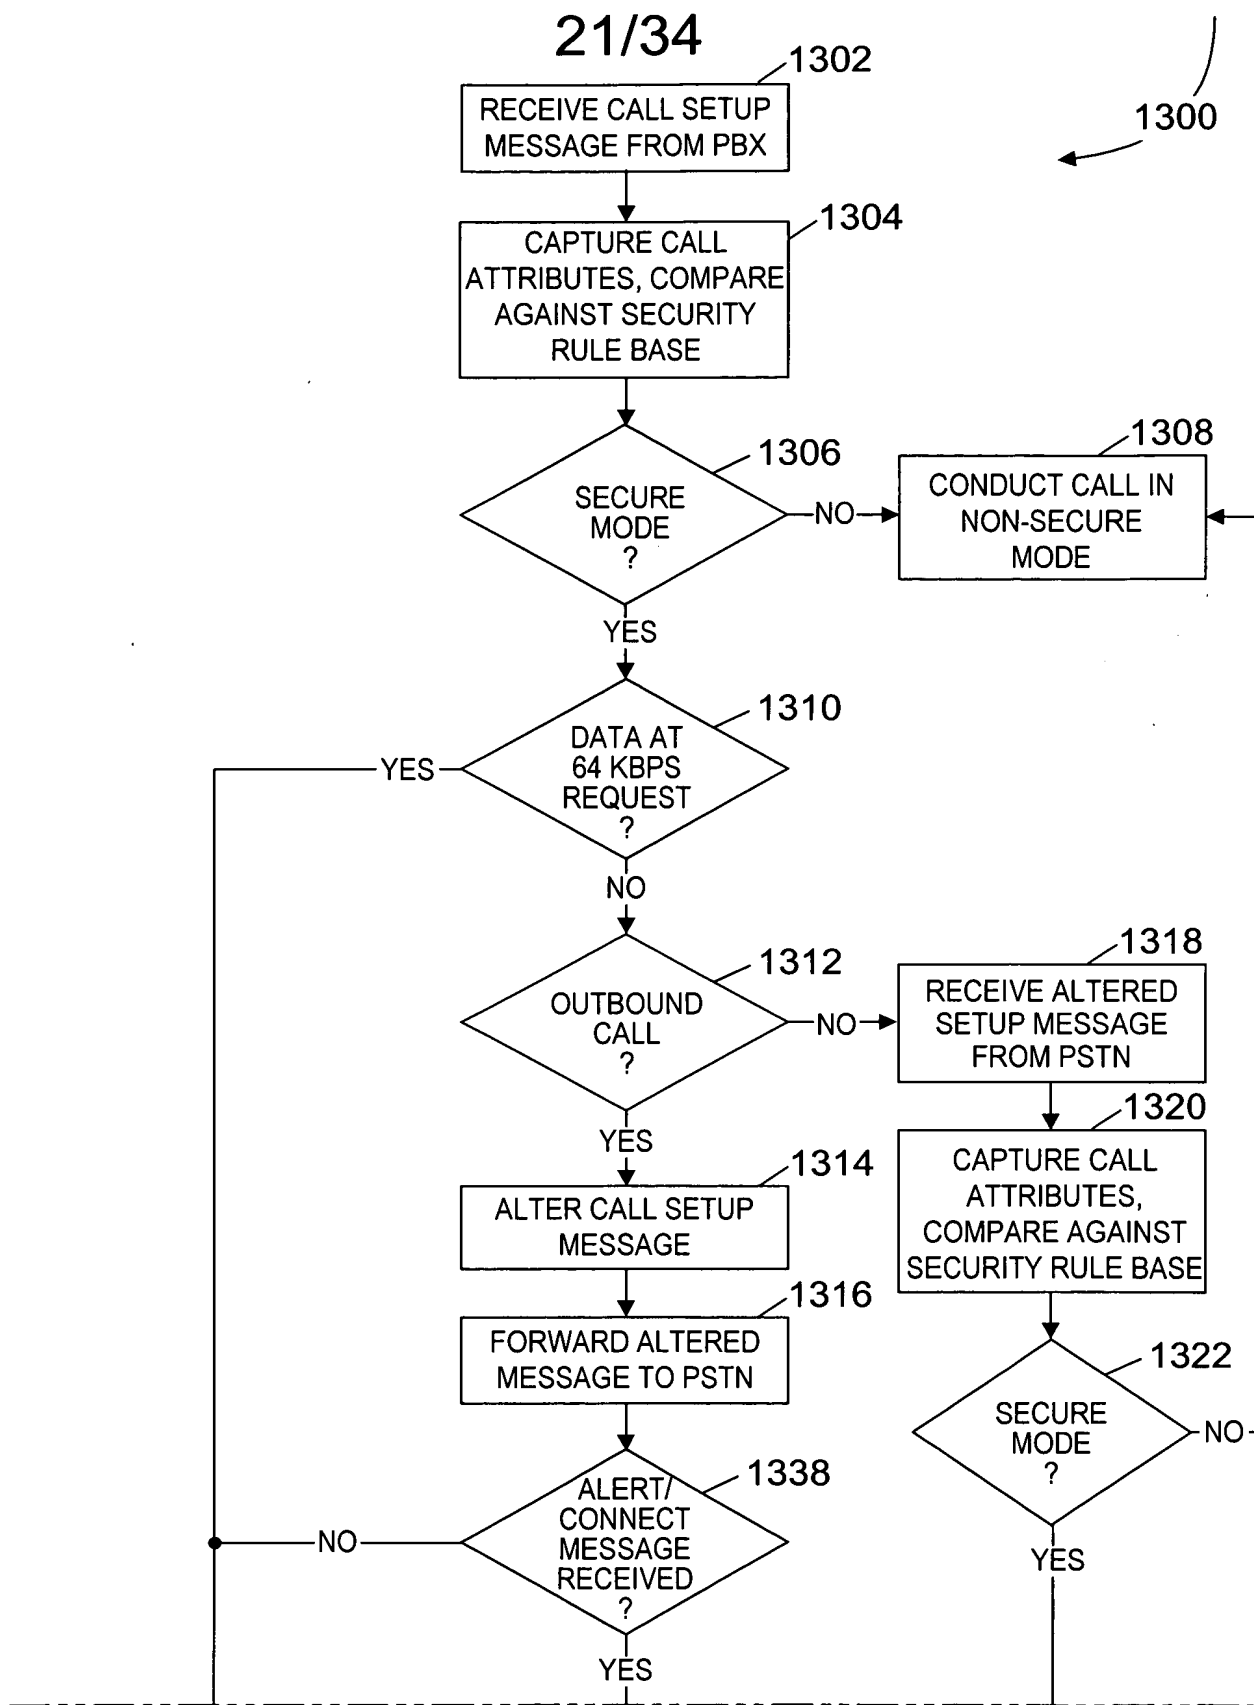 21/34
1302
RECEIVE CALL SETUP
MESSAGE FROM PBX
1300
1304
CAPTURE CALL
ATTRIBUTES, COMPARE
AGAINST SECURITY
RULE BASE
1306
SECURE
MODE
?
NO
1308
CONDUCT CALL IN
NON-SECURE
MODE
YES
1310
DATA AT
64 KBPS
REQUEST
?
YES
NO
1312
OUTBOUND
CALL
?
NO
1318
RECEIVE ALTERED
SETUP MESSAGE
FROM PSTN
YES
1314
ALTER CALL SETUP
MESSAGE
1320
CAPTURE CALL
ATTRIBUTES,
COMPARE AGAINST
SECURITY RULE BASE
1316
FORWARD ALTERED
MESSAGE TO PSTN
1322
SECURE
MODE
?
NO
YES
1338
ALERT/
CONNECT
MESSAGE
RECEIVED
?
NO
YES